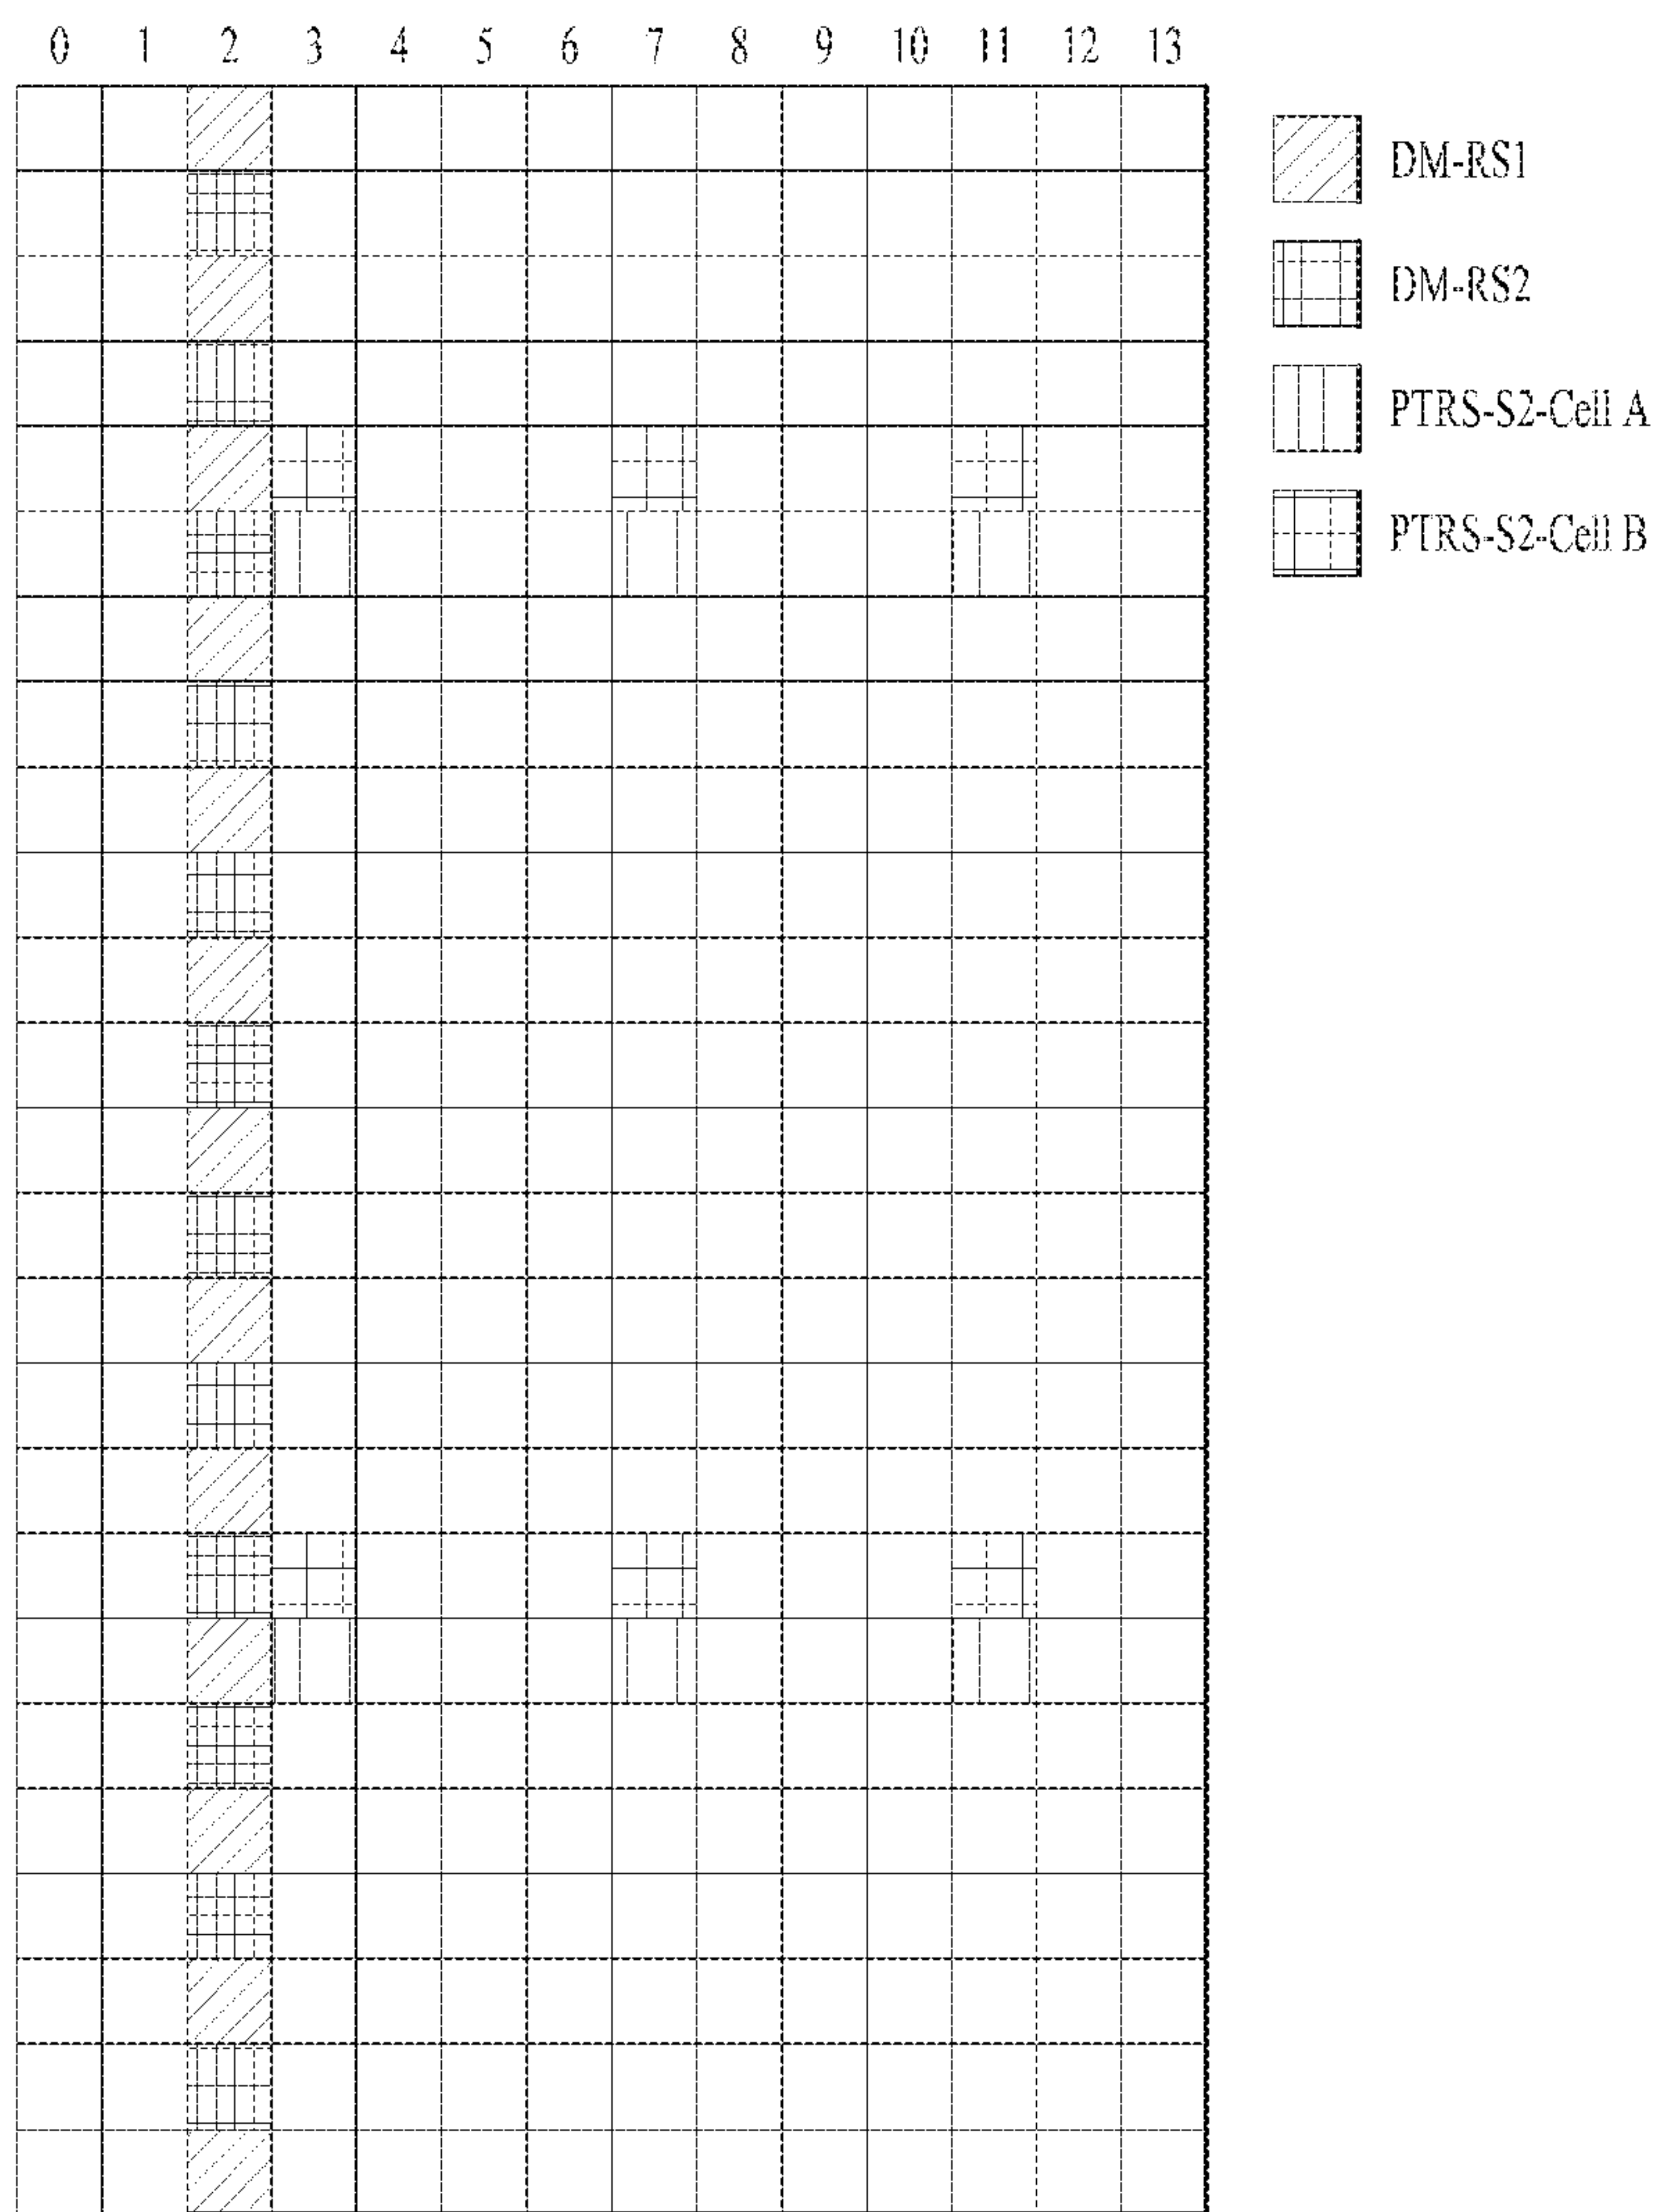 0 1 2 3 4 5 6 7 8 9 10 11 12 13
DM-RS1
DM-RS2
PTRS-S2-Cell A
PTRS-S2-Cell B